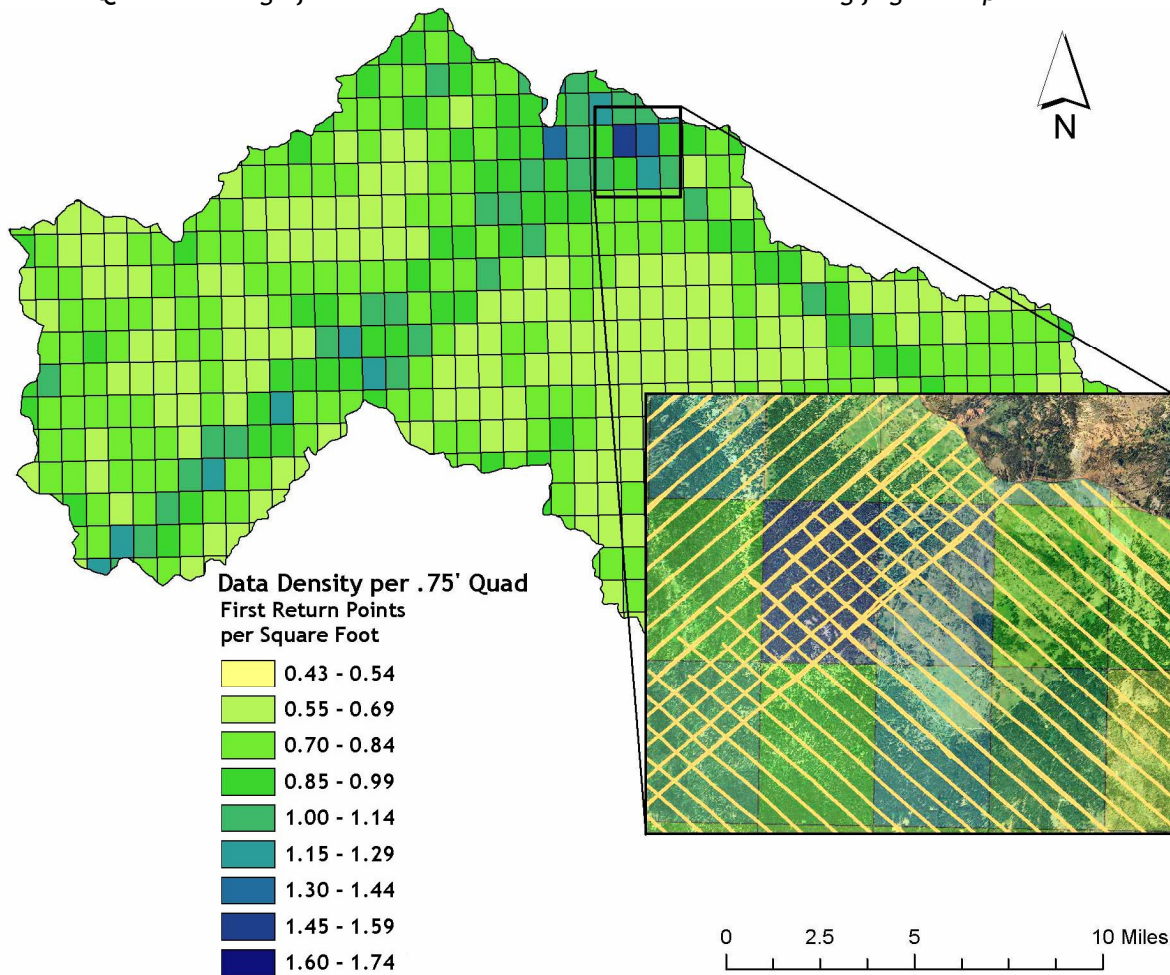 N
Data Density per .75' Quad
First Return Points
per Square Foot
0.43 - 0.54
0.55 - 0.69
0.70 - 0.84
0.85 - 0.99
1.00 - 1.14
1.15 - 1.29
1.30 - 1.44
1.45 - 1.59
1.60 - 1.74
0 2.5 5 10 Miles